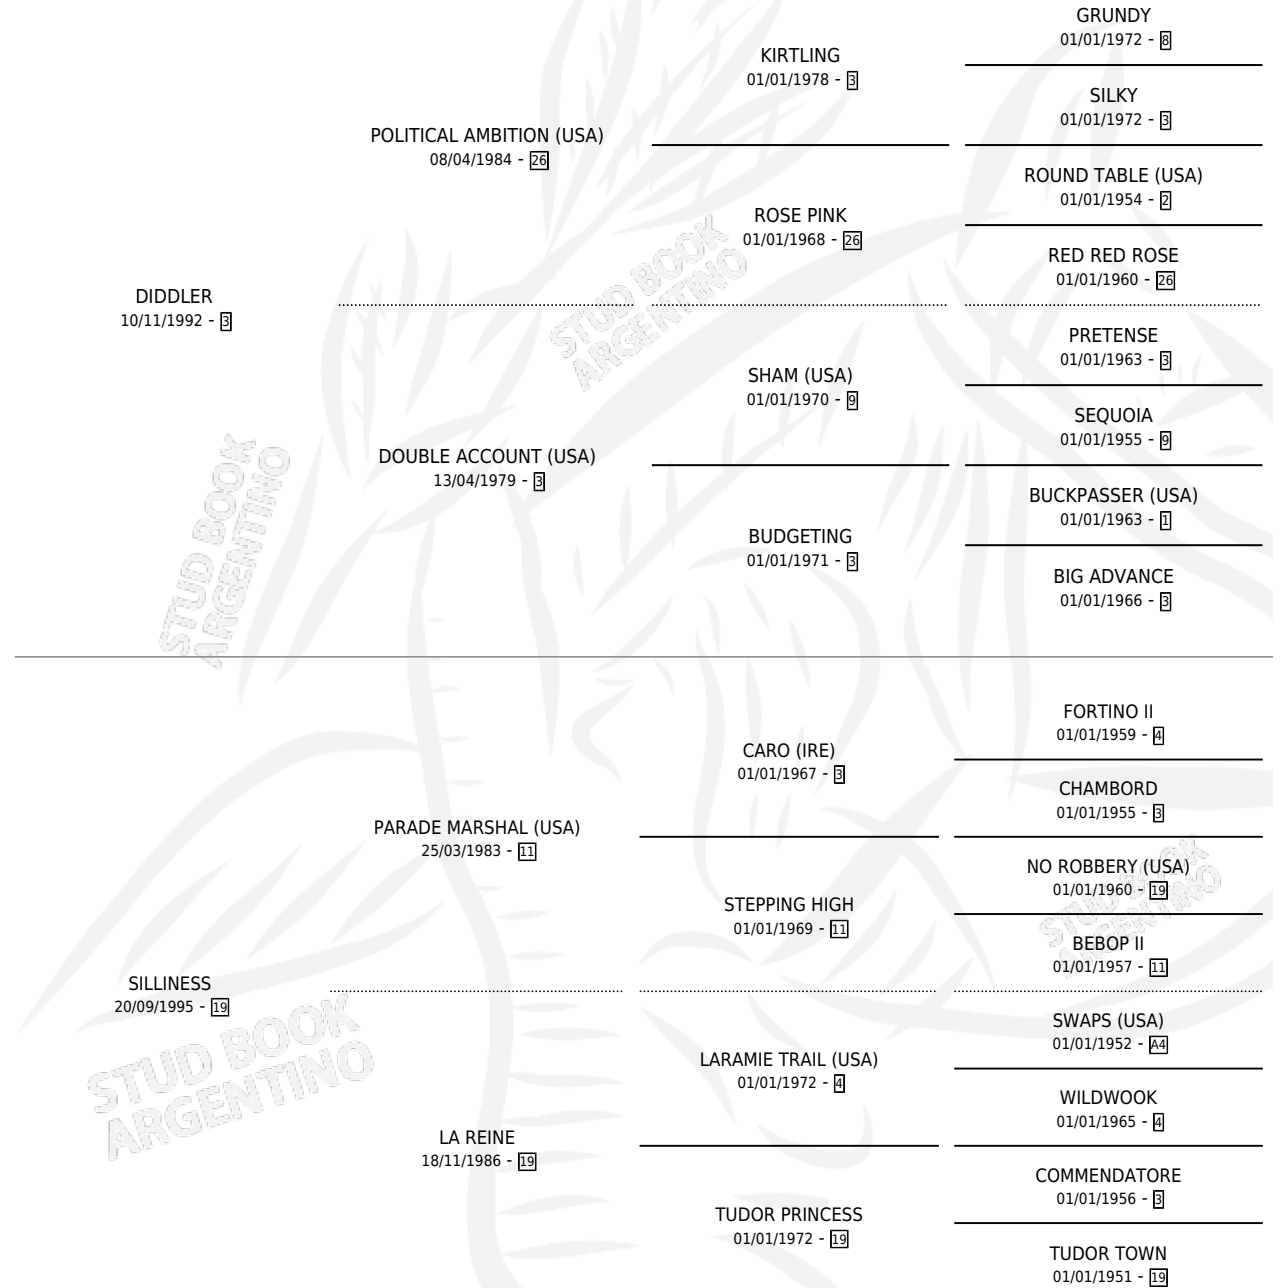 GRUNDY
01/01/1972 - 8
KIRTLING
01/01/1978 - 3
SILKY
01/01/1972 - 3
POLITICAL AMBITION (USA)
08/04/1984 - 26
ROUND TABLE (USA)
01/01/1954 - 2
ROSE PINK
01/01/1968 - 26
RED RED ROSE
01/01/1960 - 26
DIDDLER
10/11/1992 - 3
STUD BOOK
ARGENTINO
PRETENSE
01/01/1963 - 3
SHAM (USA)
01/01/1970 - 9
SEQUOIA
01/01/1955 - 9
DOUBLE ACCOUNT (USA)
13/04/1979 - 3
BUCKPASSER (USA)
01/01/1963 - 1
BUDGETING
01/01/1971 - 3
BIG ADVANCE
01/01/1966 - 3
STUD BOOK
ARGENTINO
FORTINO II
01/01/1959 - 4
CARO (IRE)
01/01/1967 - 3
CHAMBORD
01/01/1955 - 3
PARADE MARSHAL (USA)
25/03/1983 - 11
NO ROBBERY (USA)
01/01/1960 - 19
STEPPING HIGH
01/01/1969 - 11
STUD BOOK
ARGENTINO
BEBOP II
01/01/1957 - 11
SILLINESS
20/09/1995 - 19
SWAPS (USA)
01/01/1952 - A4
LARAMIE TRAIL (USA)
01/01/1972 - 4
WILDWOOK
01/01/1965 - 4
STUD BOOK
ARGENTINO
LA REINE
18/11/1986 - 19
COMMENDATORE
01/01/1956 - 3
TUDOR PRINCESS
01/01/1972 - 19
TUDOR TOWN
01/01/1951 - 19